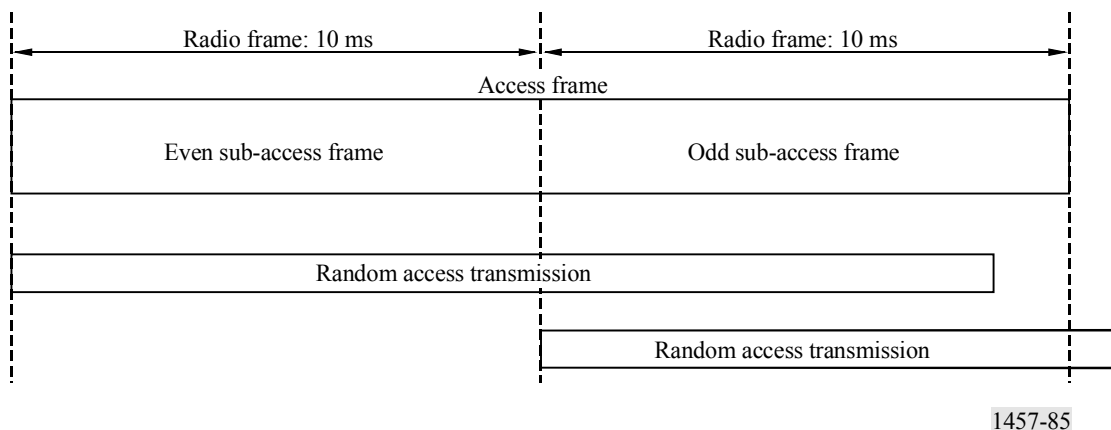 Radio frame: 10 ms
Radio frame: 10 ms
Access frame
Even sub-access frame
Odd sub-access frame
Random access transmission
Random access transmission
1457-85